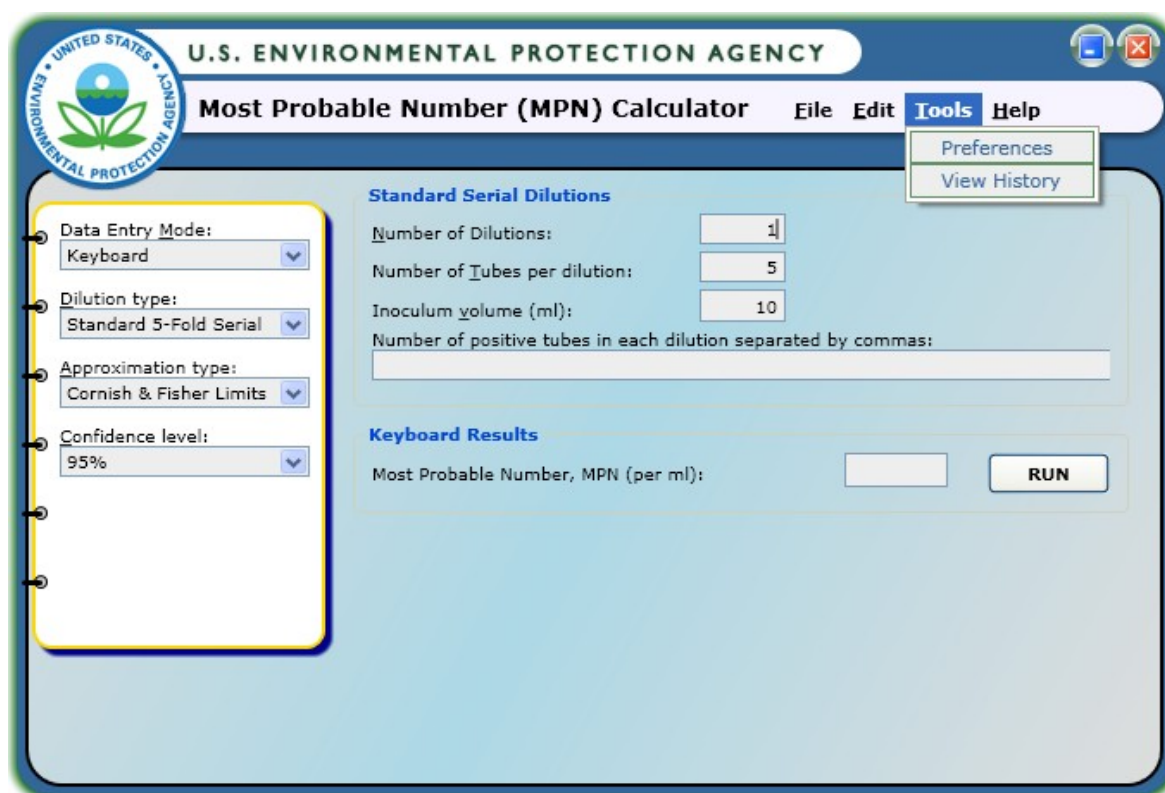 UNITED STATES
ENVIRONMENTAL PROTECTION AGENCY
U.S. ENVIRONMENTAL PROTECTION AGENCY
Most Probable Number (MPN) Calculator File Edit Tools Help
Preferences
View History
Data Entry Mode:
Keyboard
Dilution type:
Standard 5-Fold Serial
Approximation type:
Cornish & Fisher Limits
Confidence level:
95%
Standard Serial Dilutions
Number of Dilutions: 1
Number of Tubes per dilution: 5
Inoculum volume (ml): 10
Number of positive tubes in each dilution separated by commas:
Keyboard Results
Most Probable Number, MPN (per ml): RUN